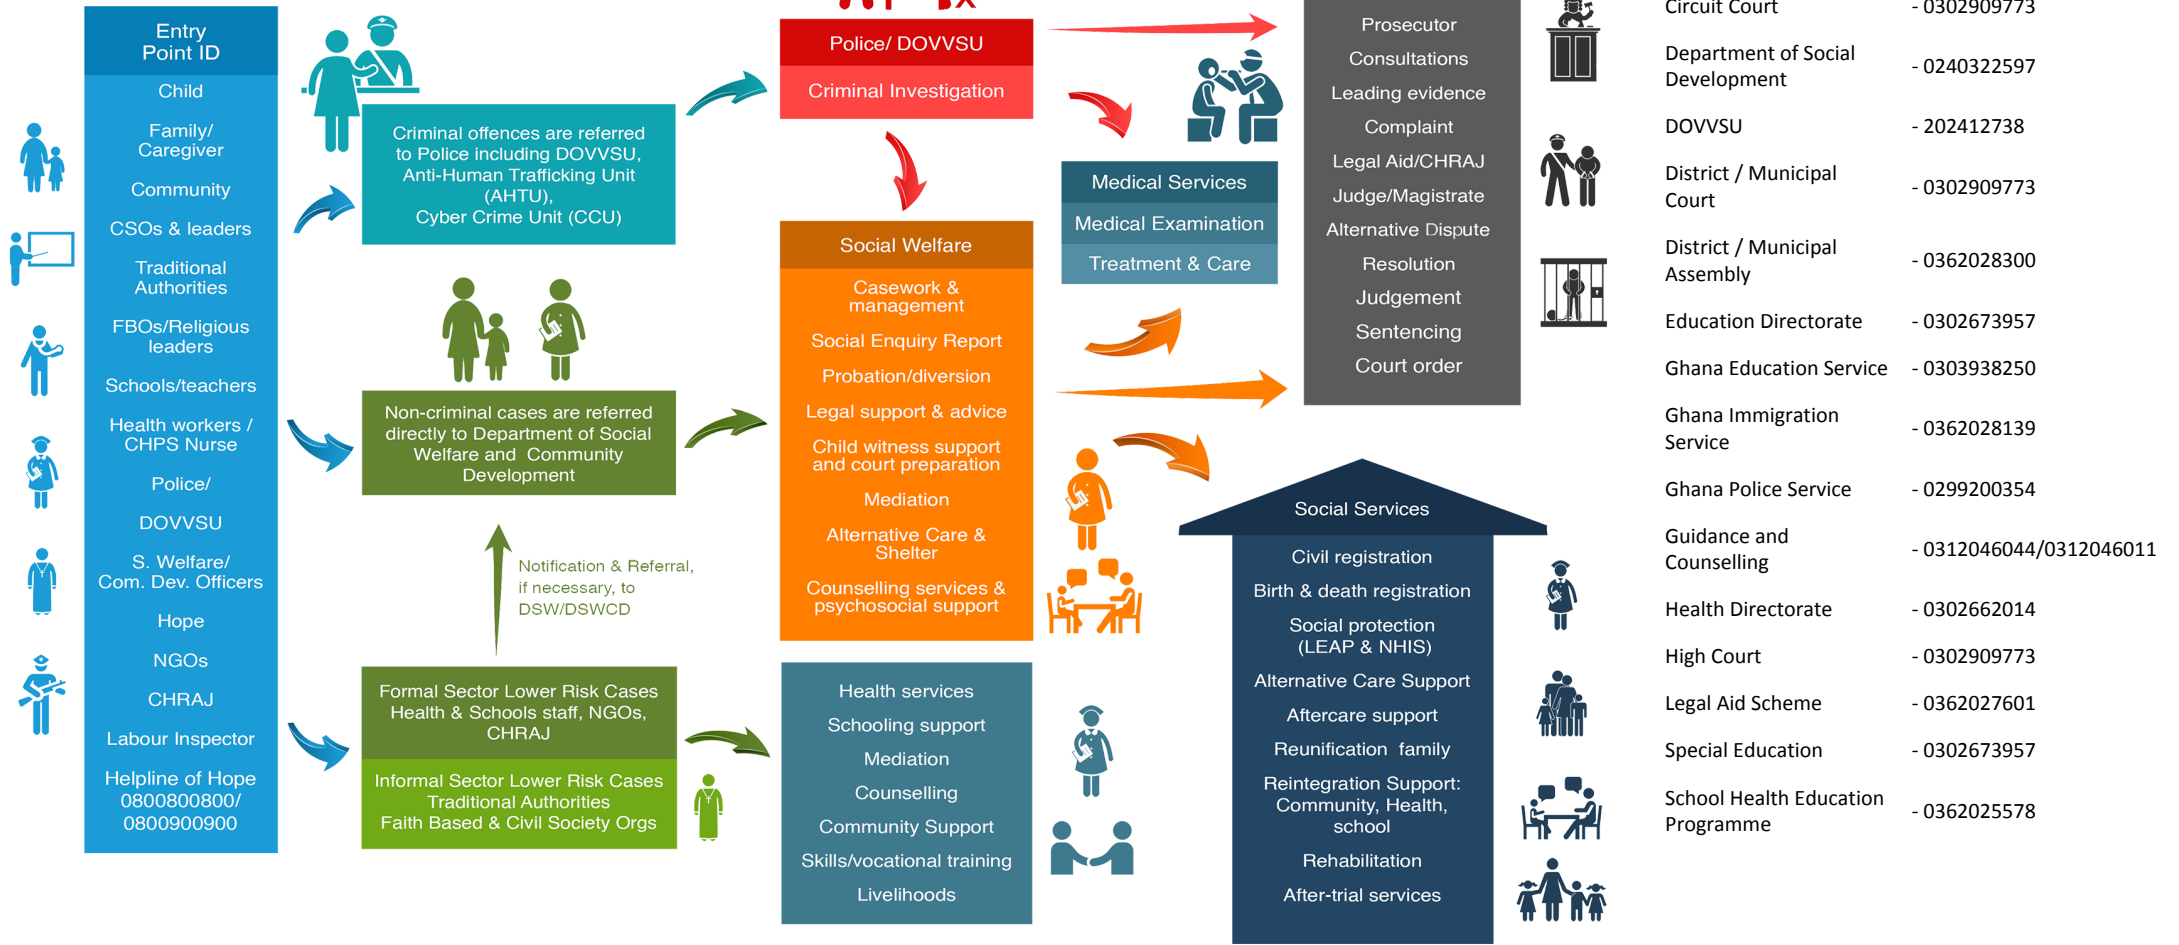 Entry
Point ID
Child
Family/
Caregiver
Community
CSOs & leaders
Traditional
Authorities
FBOs/Religious
leaders
Schools/teachers
Health workers /
CHPS Nurse
Police/
DOVVSU
S. Welfare/
Com. Dev. Officers
Hope
NGOs
CHRAJ
Labour Inspector
Helpline of Hope
0800800800/
0800900900
Criminal offences are referred
to Police including DOVVSU,
Anti-Human Trafficking Unit
(AHTU),
Cyber Crime Unit (CCU)
Non-criminal cases are referred
directly to Department of Social
Welfare and Community
Development
Notification & Referral,
if necessary, to
DSW/DSWCD
Formal Sector Lower Risk Cases
Health & Schools staff, NGOs,
CHRAJ
Informal Sector Lower Risk Cases
Traditional Authorities
Faith Based & Civil Society Orgs
Police/ DOVVSU
Criminal Investigation
Social Welfare
Casework &
management
Social Enquiry Report
Probation/diversion
Legal support & advice
Child witness support
and court preparation
Mediation
Alternative Care &
Shelter
Counselling services &
psychosocial support
Health services
Schooling support
Mediation
Counselling
Community Support
Skills/vocational training
Livelihoods
Medical Services
Medical Examination
Treatment & Care
Prosecutor
Consultations
Leading evidence
Complaint
Legal Aid/CHRAJ
Judge/Magistrate
Alternative Dispute
Resolution
Judgement
Sentencing
Court order
Social Services
Civil registration
Birth & death registration
Social protection
(LEAP & NHIS)
Alternative Care Support
Aftercare support
Reunification family
Reintegration Support:
Community, Health,
school
Rehabilitation
After-trial services
Circuit Court - 0302909773
Department of Social
Development - 0240322597
DOVVSU - 202412738
District / Municipal
Court - 0302909773
District / Municipal
Assembly - 0362028300
Education Directorate - 0302673957
Ghana Education Service - 0303938250
Ghana Immigration
Service - 0362028139
Ghana Police Service - 0299200354
Guidance and
Counselling - 0312046044/0312046011
Health Directorate - 0302662014
High Court - 0302909773
Legal Aid Scheme - 0362027601
Special Education - 0302673957
School Health Education
Programme - 0362025578